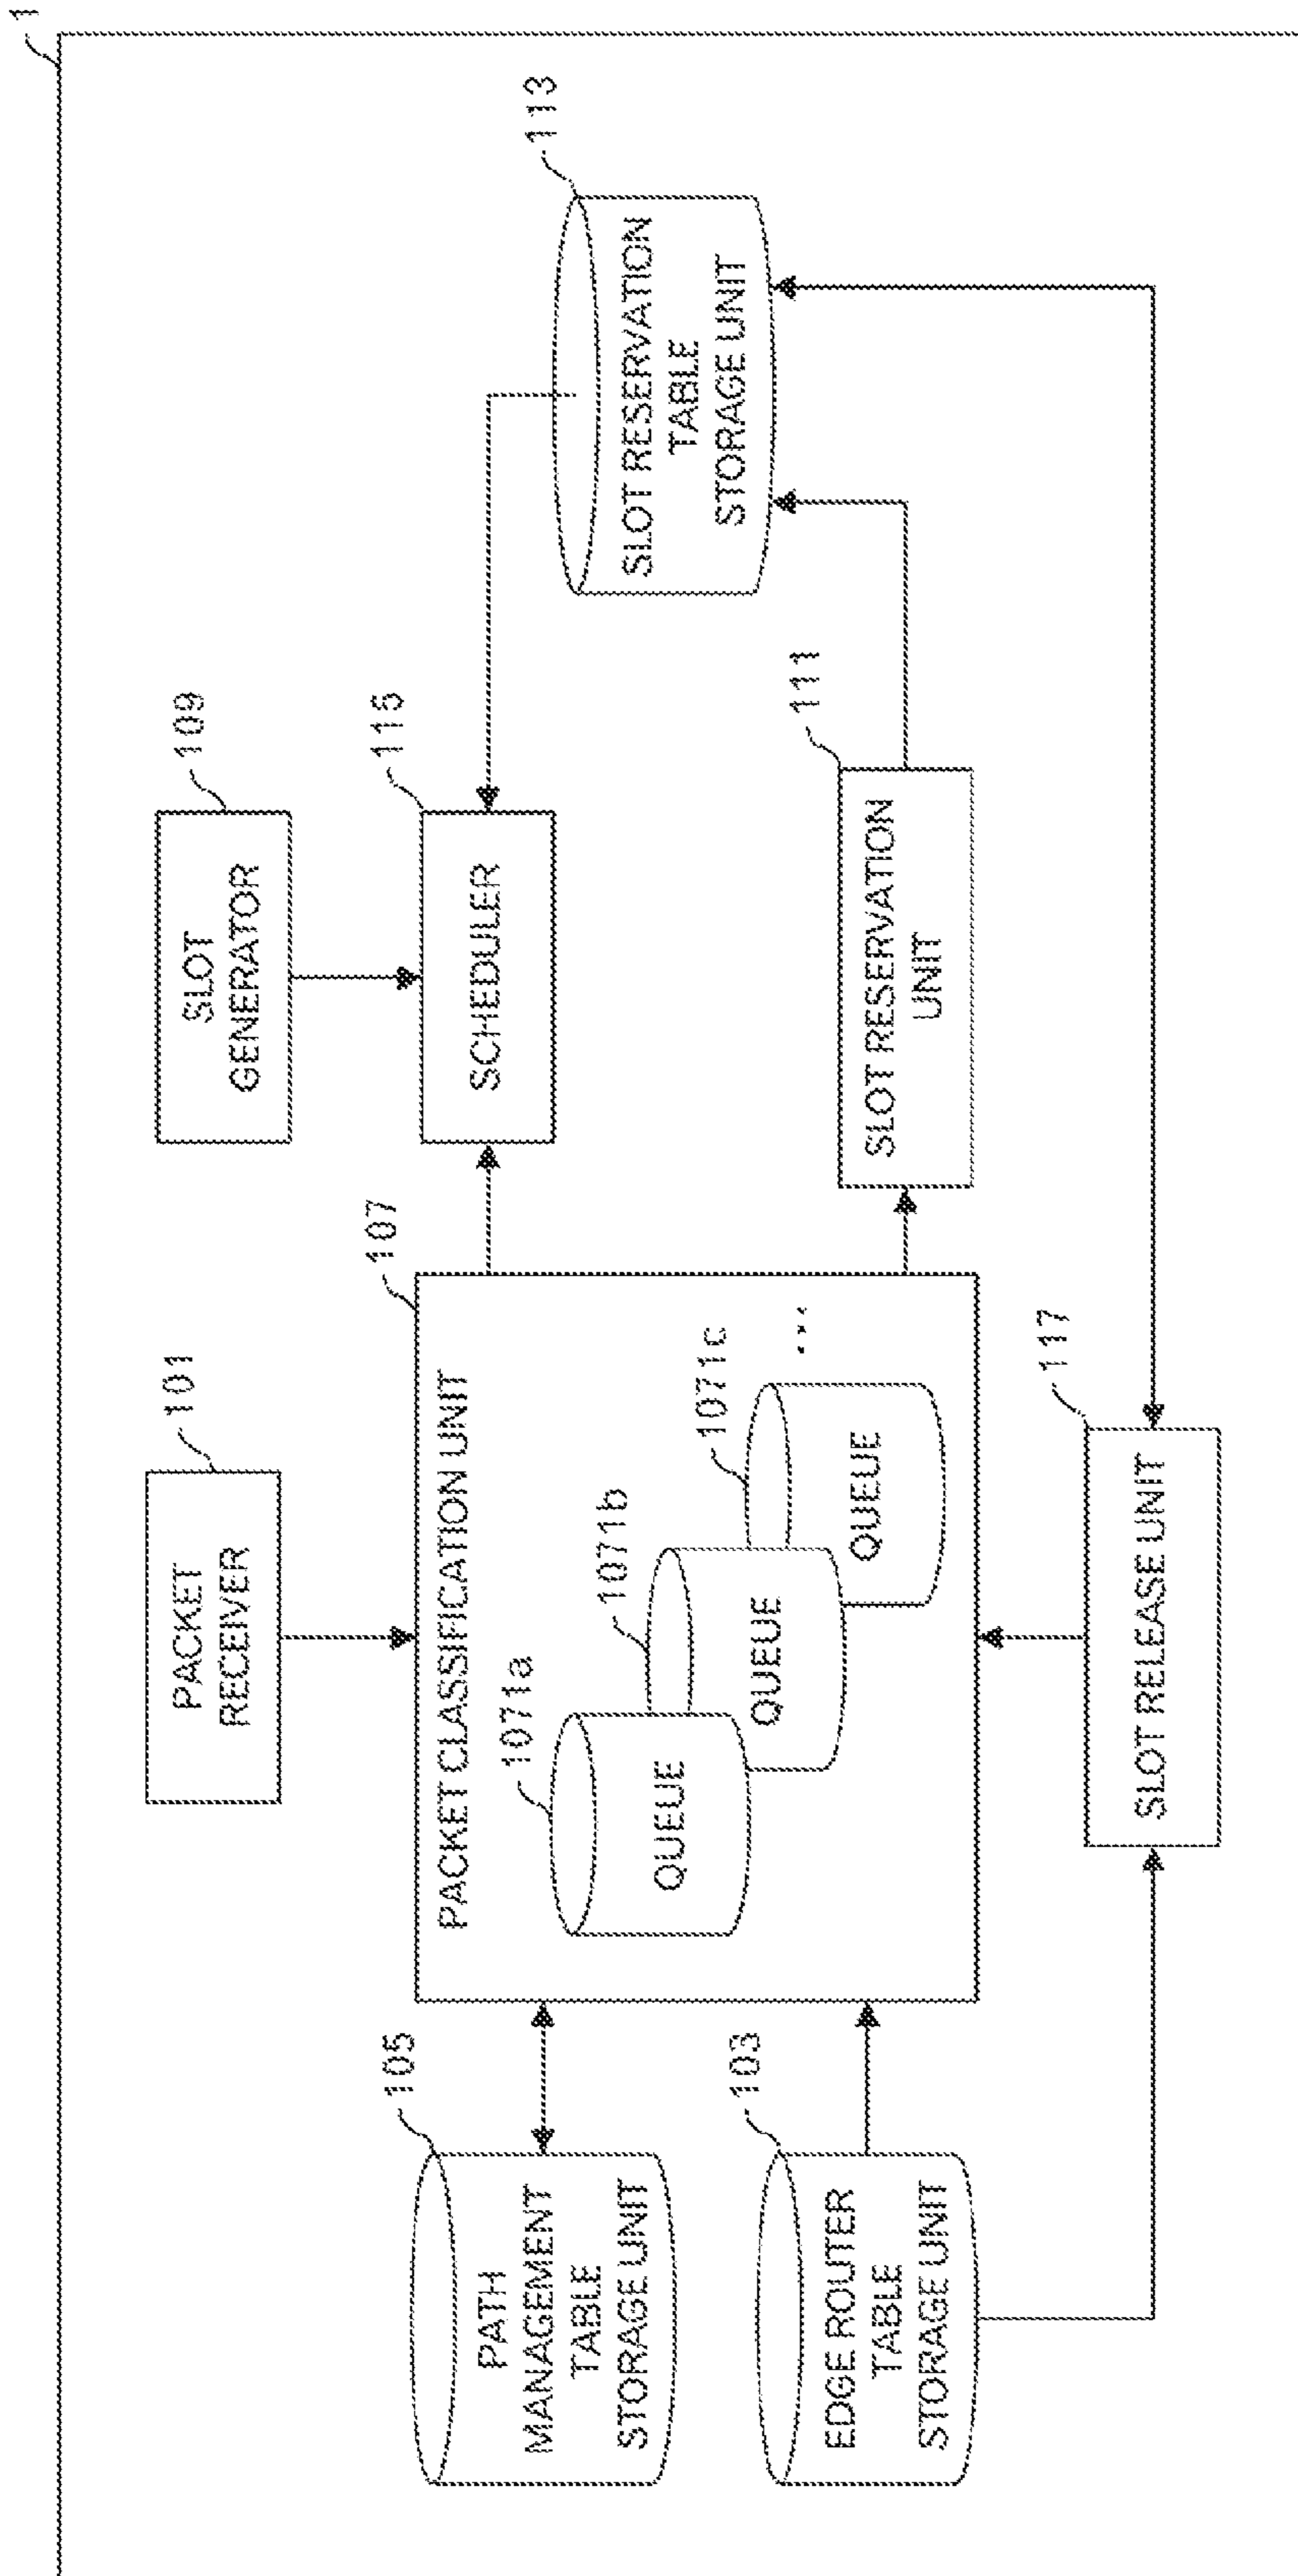 1
101
PACKET
RECEIVER
109
SLOT
GENERATOR
105
PATH
MANAGEMENT
TABLE
STORAGE UNIT
107
PACKET CLASSIFICATION UNIT
1071a
QUEUE
1071b
QUEUE
1071c
QUEUE
...
115
SCHEDULER
113
SLOT RESERVATION
TABLE
STORAGE UNIT
103
EDGE ROUTER
TABLE
STORAGE UNIT
111
SLOT RESERVATION
UNIT
117
SLOT RELEASE UNIT